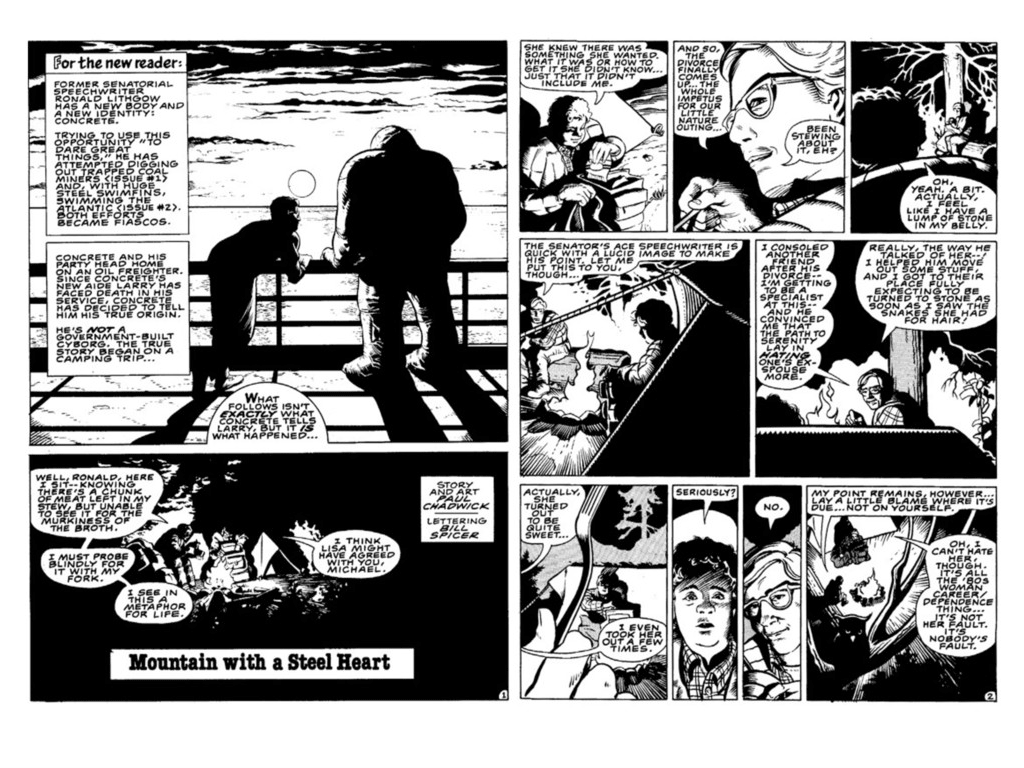 For the new reader:
FORMER SENATORIAL
SPEECHWRITER
RONALD LITHGOW
HAS A NEW BODY AND
A NEW IDENTITY:
CONCRETE.
TRYING TO USE THIS
OPPORTUNITY "TO
DARE GREAT
THINGS," HE HAS
ATTEMPTED DIGGING
OUT TRAPPED COAL
MINERS (ISSUE #1)
AND, WITH HUGE
STEEL SWIMFINS,
SWIMMING THE
ATLANTIC (ISSUE #2).
BOTH EFFORTS
BECAME FIASCOS.
CONCRETE AND HIS
PARTY HEAD HOME
ON AN OIL FREIGHTER.
SINCE CONCRETE'S
NEW AIDE LARRY HAS
FACED DEATH IN HIS
SERVICE, CONCRETE
HAS DECIDED TO TELL
HIM HIS TRUE ORIGIN.
HE'S NOT A
GOVERNMENT-BUILT
CYBORG. THE TRUE
STORY BEGAN ON A
CAMPING TRIP...
WHAT
FOLLOWS ISN'T
EXACTLY WHAT
CONCRETE TELLS
LARRY, BUT IT IS
WHAT HAPPENED...
WELL, RONALD, HERE
I SIT--KNOWING
THERE'S A CHUNK
OF MEAT LEFT IN MY
STEW, BUT UNABLE
TO SEE IT FOR THE
MURKINESS OF
THE BROTH.
I MUST PROBE
BLINDLY FOR
IT WITH MY
FORK.
I SEE IN
THIS A
METAPHOR
FOR LIFE.
I THINK
LISA MIGHT
HAVE AGREED
WITH YOU,
MICHAEL.
STORY
AND ART
PAUL
CHADWICK
LETTERING
BILL
SPICER
Mountain with a Steel Heart
1
SHE KNEW THERE WAS
SOMETHING SHE WANTED.
WHAT IT WAS OR HOW TO
GET IT SHE DIDN'T KNOW...
JUST THAT IT DIDN'T
INCLUDE ME.
AND SO,
THE
DIVORCE
FINALLY
COMES
UP... THE
WHOLE
IMPETUS
FOR OUR
LITTLE
NATURE
OUTING...
BEEN
STEWING
ABOUT
IT, EH?
OH,
YEAH. A BIT.
ACTUALLY,
I FEEL
LIKE I HAVE A
LUMP OF STONE
IN MY BELLY.
THE SENATOR'S ACE SPEECHWRITER IS
QUICK WITH A LUCID IMAGE TO MAKE
HIS POINT. LET ME
PUT THIS TO YOU,
THOUGH...
I CONSOLED
ANOTHER
FRIEND
AFTER HIS
DIVORCE--
I'M GETTING
TO BE A
SPECIALIST
AT THIS--
AND HE
CONVINCED
ME THAT
THE PATH TO
SERENITY
LAY IN
HATING
ONE'S EX-
SPOUSE
MORE.
REALLY, THE WAY HE
TALKED OF HER--?
I HELPED HIM MOVE
OUT SOME STUFF,
AND I GOT TO THEIR
PLACE FULLY
EXPECTING TO BE
TURNED TO STONE AS
SOON AS I SAW THE
SNAKES SHE HAD
FOR HAIR!
ACTUALLY,
SHE
TURNED
OUT
TO BE
QUITE
SWEET...
I EVEN
TOOK HER
OUT A FEW
TIMES.
SERIOUSLY?
NO.
MY POINT REMAINS, HOWEVER...
LAY A LITTLE BLAME WHERE IT'S
DUE...NOT ON YOURSELF.
OH, I
CAN'T HATE
HER,
THOUGH.
IT'S ALL
THE '80S
WOMAN
CAREER/
DEPENDENCE
THING...
IT'S NOT
HER FAULT.
IT'S
NOBODY'S
FAULT.
2